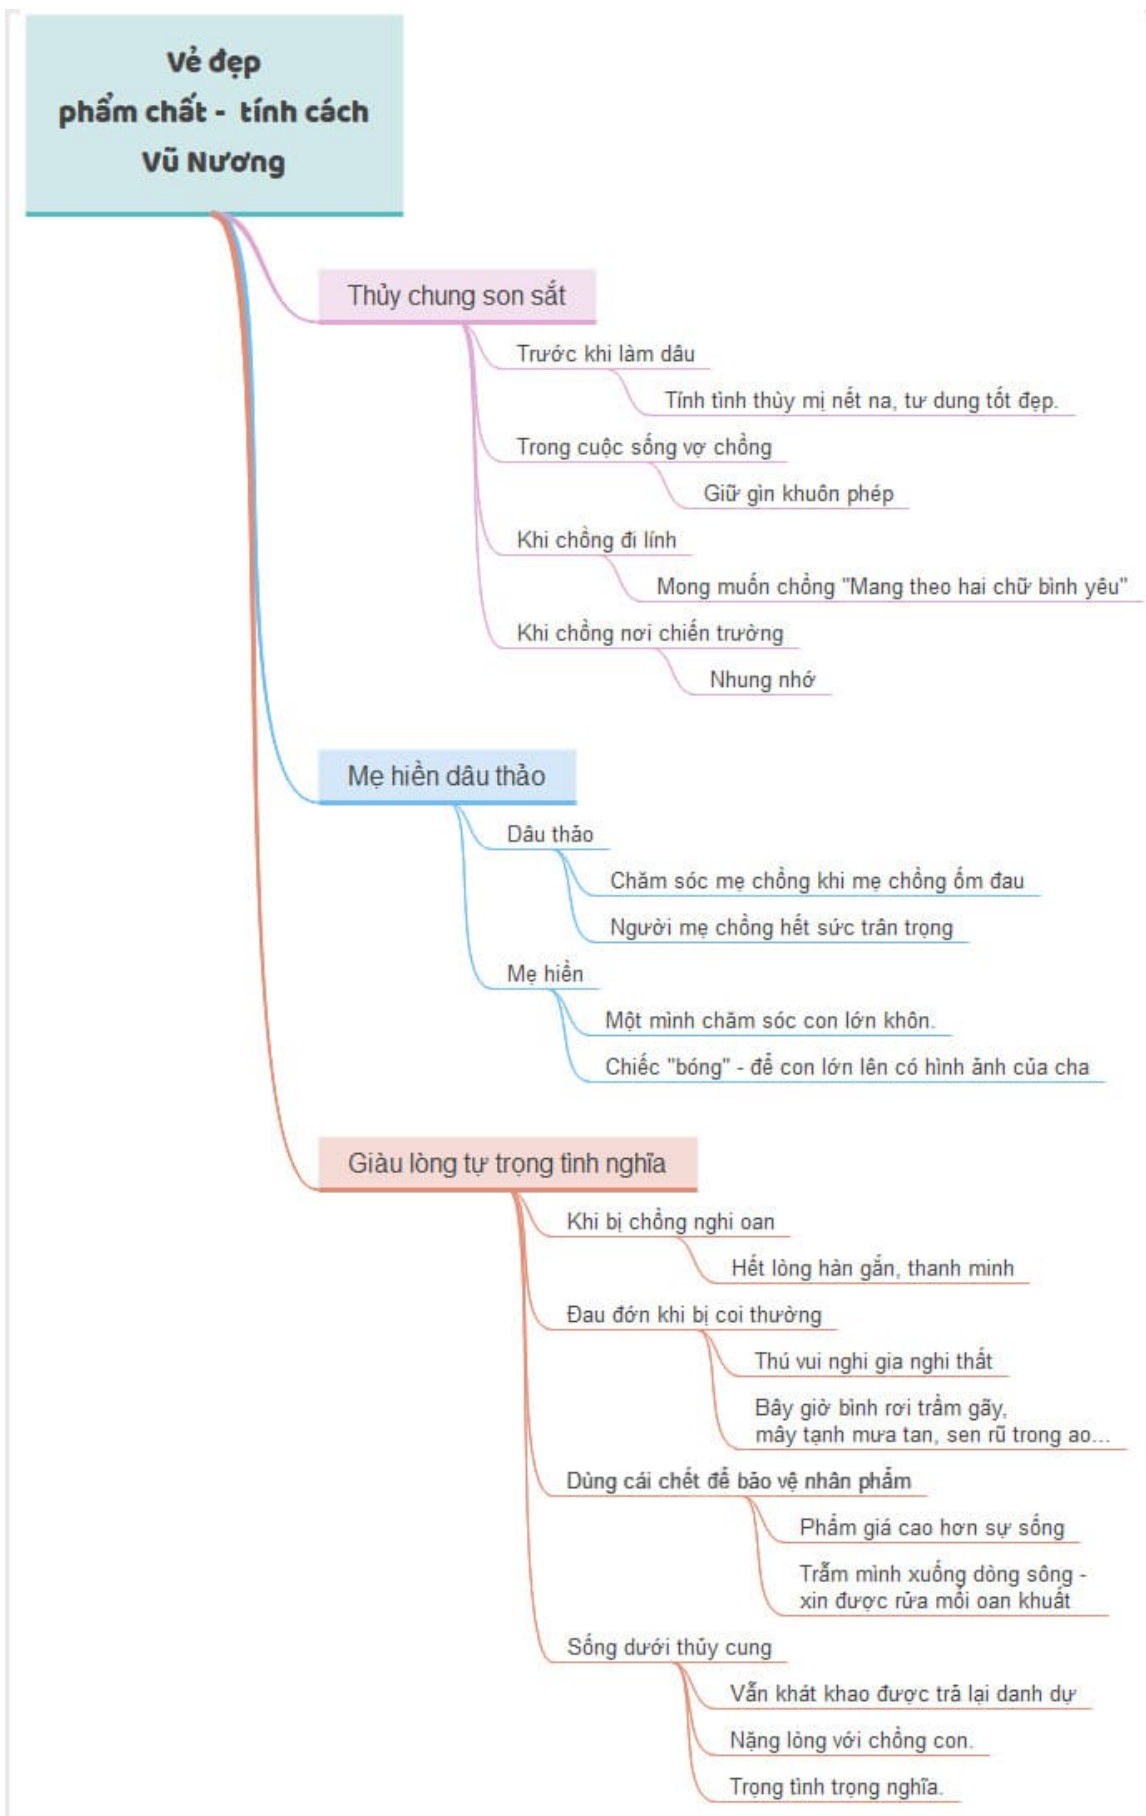 Vẻ đẹp
phẩm chất - tính cách
Vũ Nương
Thủy chung son sắt
Trước khi làm dâu
Tính tình thùy mị nết na, tư dung tốt đẹp.
Trong cuộc sống vợ chồng
Giữ gìn khuôn phép
Khi chồng đi lính
Mong muốn chồng "Mang theo hai chữ bình yêu"
Khi chồng nơi chiến trường
Nhung nhớ
Mẹ hiền dâu thảo
Dâu thảo
Chăm sóc mẹ chồng khi mẹ chồng ốm đau
Người mẹ chồng hết sức trân trọng
Mẹ hiền
Một mình chăm sóc con lớn khôn.
Chiếc "bóng" - để con lớn lên có hình ảnh của cha
Giàu lòng tự trọng tình nghĩa
Khi bị chồng nghi oan
Hết lòng hàn gắn, thanh minh
Đau đớn khi bị coi thường
Thú vui nghi gia nghi thất
Bây giờ bình rơi trầm gãy,
mây tạnh mưa tan, sen rũ trong ao...
Dùng cái chết để bảo vệ nhân phẩm
Phẩm giá cao hơn sự sống
Trẫm mình xuống dòng sông -
xin được rửa mối oan khuất
Sống dưới thủy cung
Vẫn khát khao được trả lại danh dự
Nặng lòng với chồng con.
Trọng tình trọng nghĩa.